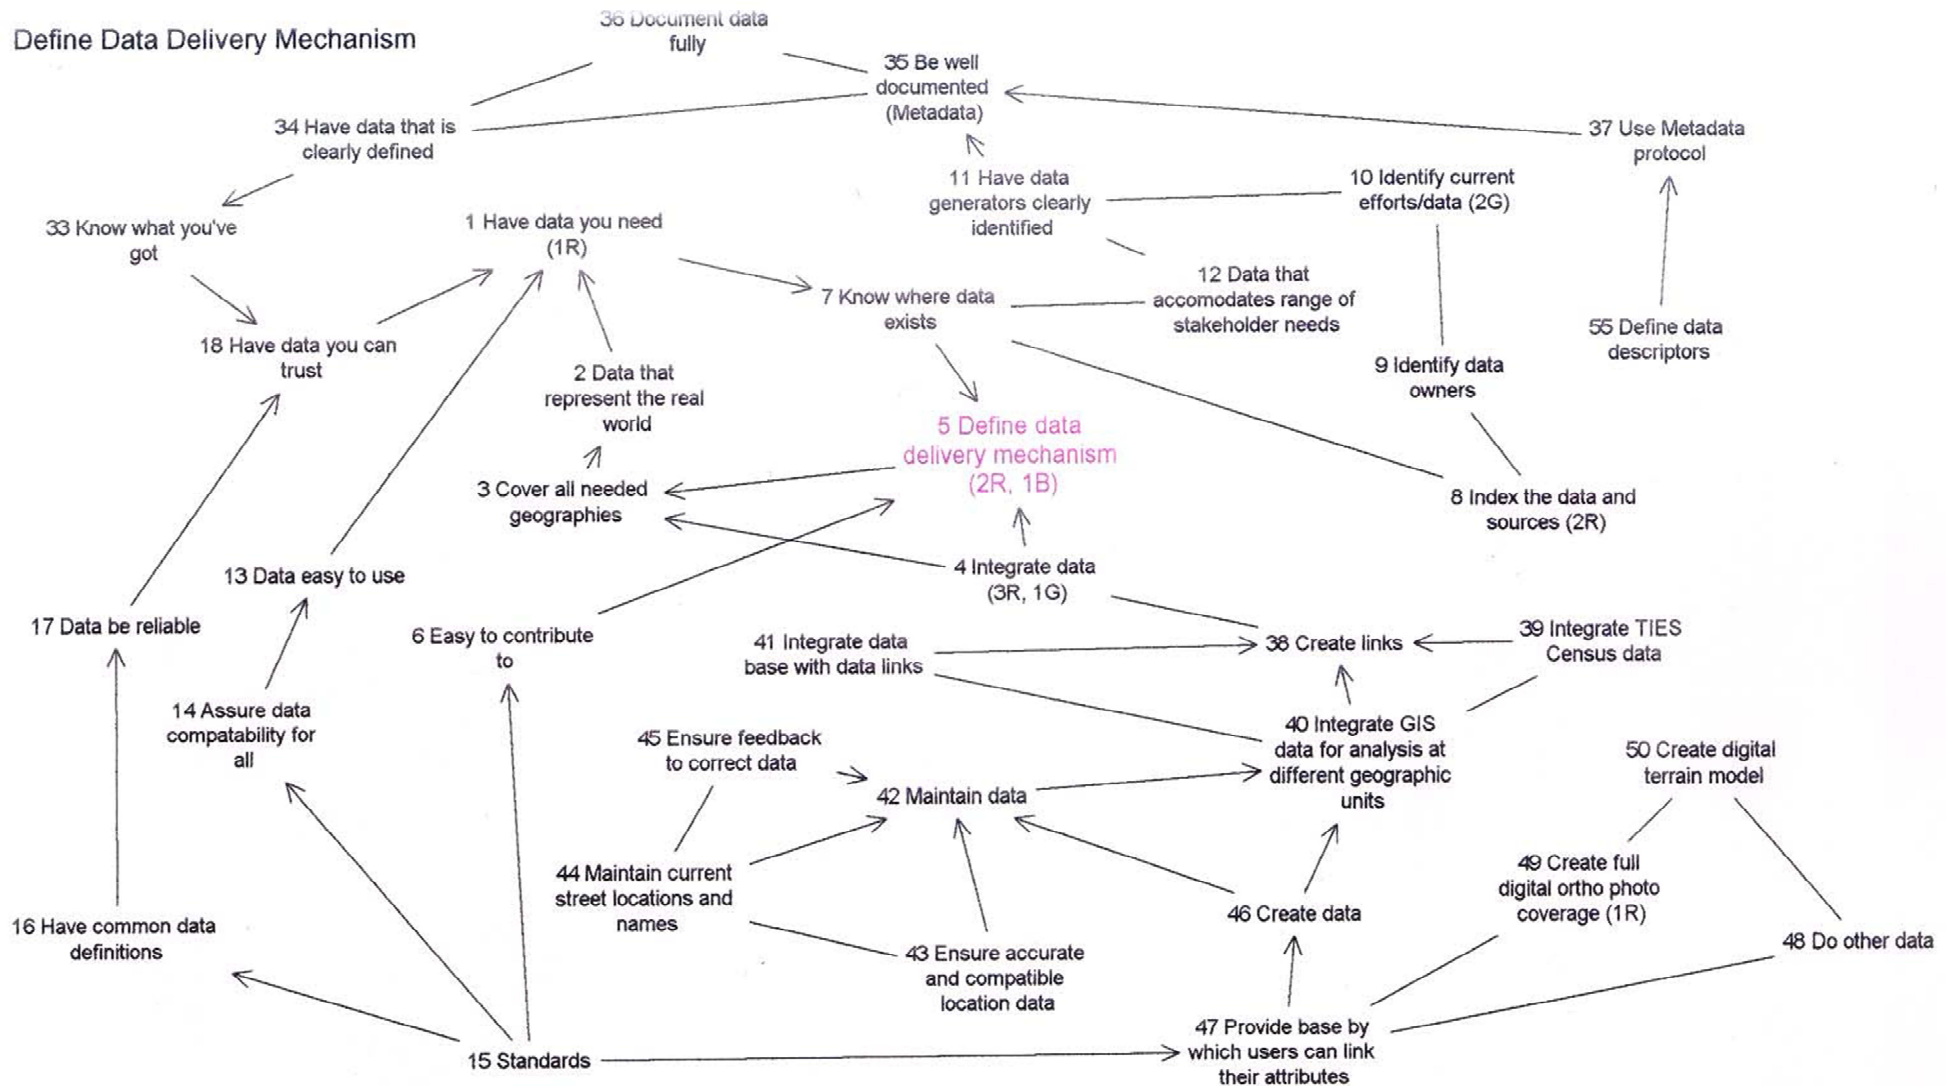 Define Data Delivery Mechanism
36 Document data
fully
35 Be well
documented
(Metadata)
34 Have data that is
clearly defined
37 Use Metadata
protocol
33 Know what you've
got
1 Have data you need
(1R)
11 Have data
generators clearly
identified
10 Identify current
efforts/data (2G)
7 Know where data
exists
12 Data that
accomodates range of
stakeholder needs
55 Define data
descriptors
18 Have data you can
trust
2 Data that
represent the real
world
9 Identify data
owners
5 Define data
delivery mechanism
(2R, 1B)
3 Cover all needed
geographies
8 Index the data and
sources (2R)
13 Data easy to use
4 Integrate data
(3R, 1G)
17 Data be reliable
6 Easy to contribute
to
41 Integrate data
base with data links
38 Create links
39 Integrate TIES
Census data
14 Assure data
compatability for
all
45 Ensure feedback
to correct data
40 Integrate GIS
data for analysis at
different geographic
units
50 Create digital
terrain model
42 Maintain data
44 Maintain current
street locations and
names
49 Create full
digital ortho photo
coverage (1R)
46 Create data
16 Have common data
definitions
43 Ensure accurate
and compatible
location data
48 Do other data
15 Standards
47 Provide base by
which users can link
their attributes